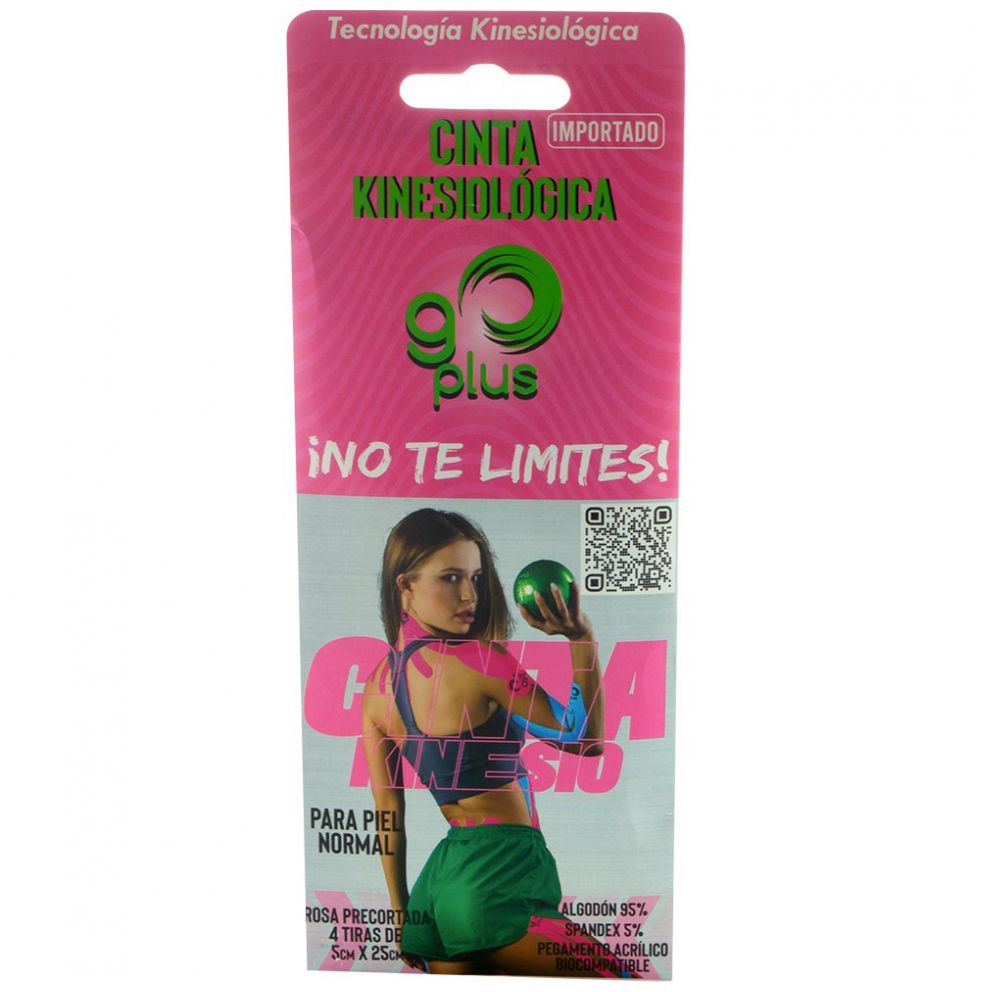 Tecnología Kinesiológica
CINTA
IMPORTADO
KINESIOLÓGICA
go
plus
¡NO TE LIMITES!
CINTA
KINESIO
PARA PIEL
NORMAL
ROSA PRECORTADA
4 TIRAS DE
5CM X 25CM
ALGODÓN 95%
SPANDEX 5%
PEGAMENTO ACRÍLICO
BIOCOMPATIBLE